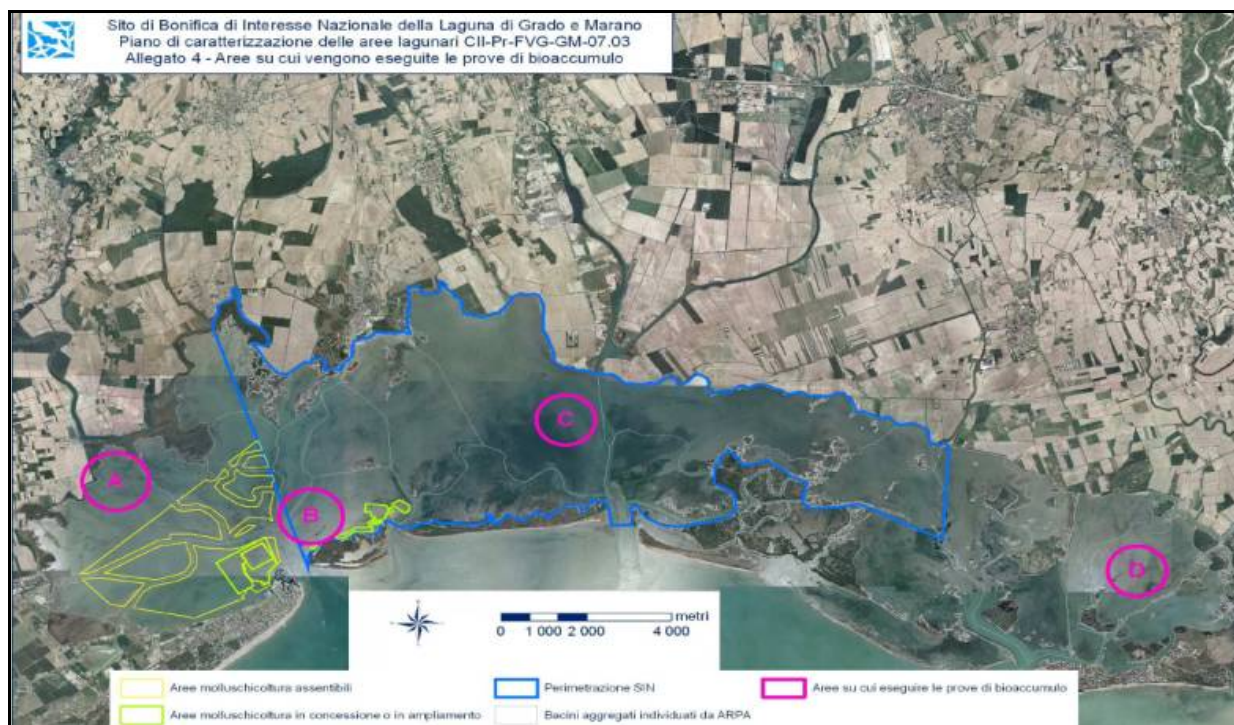 Sito di Bonifica di Interesse Nazionale della Laguna di Grado e Marano
Piano di caratterizzazione delle aree lagunari CII-Pr-FVG-GM-07.03
Allegato 4 - Aree su cui vengono eseguite le prove di bioaccumulo
C
A
B
D
metri
0 1 000 2 000 4 000
Aree molluschicoltura assentibili
Perimetrazione SIN
Aree su cui eseguire le prove di bioaccumulo
Aree molluschicoltura in concessione o in ampliamento
Bacini aggregati individuati da ARPA